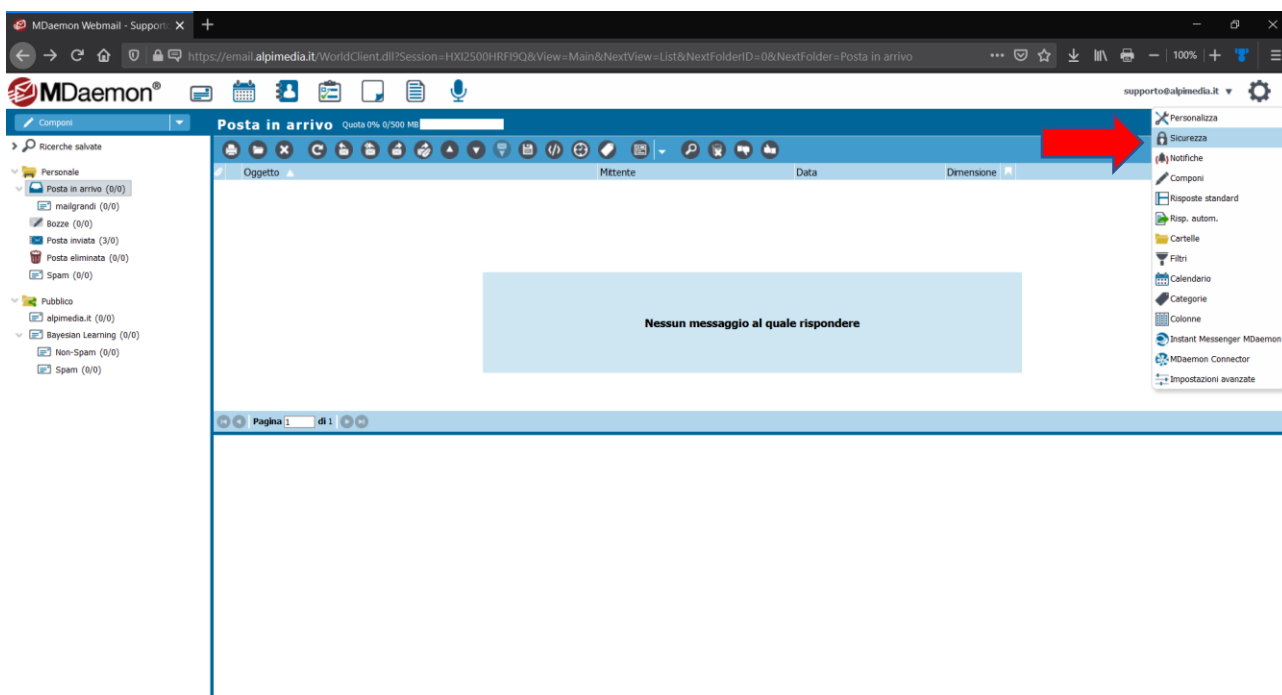 MDaemon Webmail - Support
https://email.alpimedia.it/WorldClient.dll?Session=HXI2500HRFI9Q&View=Main&NextView=List&NextFolderID=0&NextFolder=Posta in arrivo
100%
MDaemon®
supporto@alpimedia.it
Componi
Posta in arrivo Quota 0% 0/500 MB
Ricerche salvate
Personale
Posta in arrivo (0/0)
mailgrandi (0/0)
Bozze (0/0)
Posta inviata (3/0)
Posta eliminata (0/0)
Spam (0/0)
Pubblico
alpimedia.it (0/0)
Bayesian Learning (0/0)
Non-Spam (0/0)
Spam (0/0)
Oggetto Mittente Data Dimensione
Nessun messaggio al quale rispondere
Pagina 1 di 1
Personalizza
Sicurezza
Notifiche
Componi
Risposte standard
Risp. autom.
Cartelle
Filtri
Calendario
Categorie
Colonne
Instant Messenger MDaemon
MDaemon Connector
Impostazioni avanzate